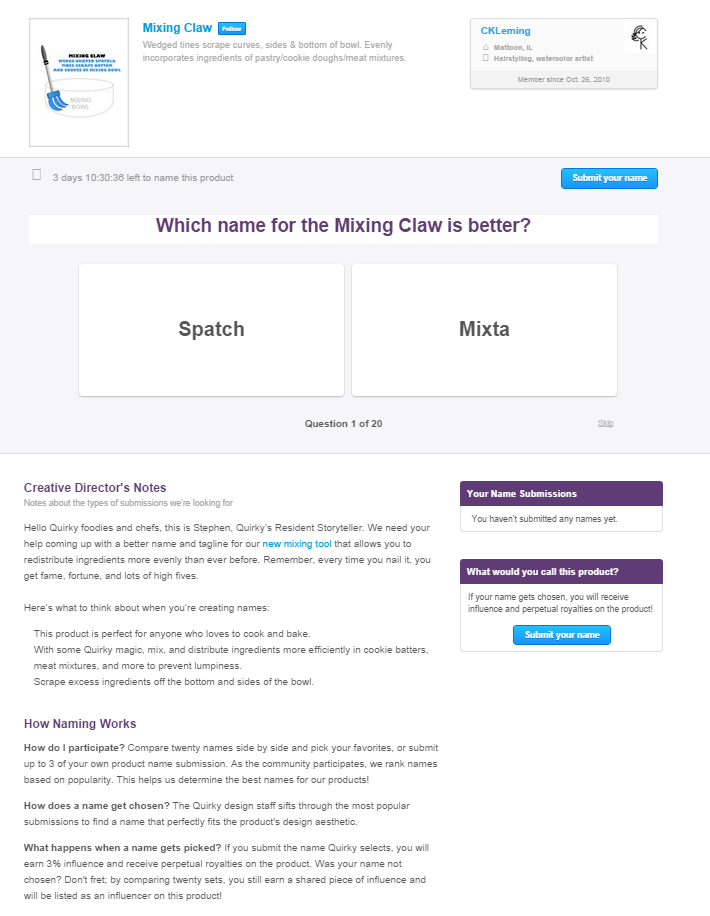 MIXING CLAW
WEDGE-SHAPED SPATULA
TINES SCRAPE BOTTOM
AND CURVES OF MIXING BOWL
MIXING
BOWL
Mixing Claw Follow
Wedged tines scrape curves, sides & bottom of bowl. Evenly
incorporates ingredients of pastry/cookie doughs/meat mixtures.
CKLeming
Mattoon, IL
Hairstyling, watercolor artist
Member since Oct. 26, 2010
3 days 10:30:36 left to name this product
Submit your name
Which name for the Mixing Claw is better?
Spatch
Mixta
Question 1 of 20
Skip
Creative Director's Notes
Notes about the types of submissions we're looking for
Hello Quirky foodies and chefs, this is Stephen, Quirky's Resident Storyteller. We need your
help coming up with a better name and tagline for our new mixing tool that allows you to
redistribute ingredients more evenly than ever before. Remember, every time you nail it, you
get fame, fortune, and lots of high fives.
Here's what to think about when you're creating names:
This product is perfect for anyone who loves to cook and bake.
With some Quirky magic, mix, and distribute ingredients more efficiently in cookie batters,
meat mixtures, and more to prevent lumpiness.
Scrape excess ingredients off the bottom and sides of the bowl.
How Naming Works
How do I participate? Compare twenty names side by side and pick your favorites, or submit
up to 3 of your own product name submission. As the community participates, we rank names
based on popularity. This helps us determine the best names for our products!
How does a name get chosen? The Quirky design staff sifts through the most popular
submissions to find a name that perfectly fits the product's design aesthetic.
What happens when a name gets picked? If you submit the name Quirky selects, you will
earn 3% influence and receive perpetual royalties on the product. Was your name not
chosen? Don't fret; by comparing twenty sets, you still earn a shared piece of influence and
will be listed as an influencer on this product!
Your Name Submissions
You haven't submitted any names yet.
What would you call this product?
If your name gets chosen, you will receive
influence and perpetual royalties on the product!
Submit your name